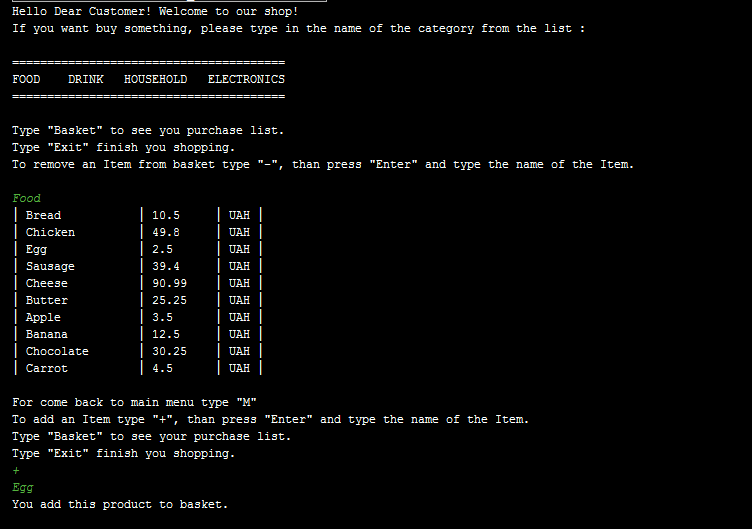 Hello Dear Customer! Welcome to our shop!
If you want buy something, please type in the name of the category from the list :
=======================================
FOOD    DRINK   HOUSEHOLD   ELECTRONICS
=======================================
Type "Basket" to see you purchase list.
Type "Exit" finish you shopping.
To remove an Item from basket type "-", than press "Enter" and type the name of the Item.
Food
| Bread | 10.5 | UAH |
| Chicken | 49.8 | UAH |
| Egg | 2.5 | UAH |
| Sausage | 39.4 | UAH |
| Cheese | 90.99 | UAH |
| Butter | 25.25 | UAH |
| Apple | 3.5 | UAH |
| Banana | 12.5 | UAH |
| Chocolate | 30.25 | UAH |
| Carrot | 4.5 | UAH |
For come back to main menu type "M"
To add an Item type "+", than press "Enter" and type the name of the Item.
Type "Basket" to see your purchase list.
Type "Exit" finish you shopping.
+
Egg
You add this product to basket.